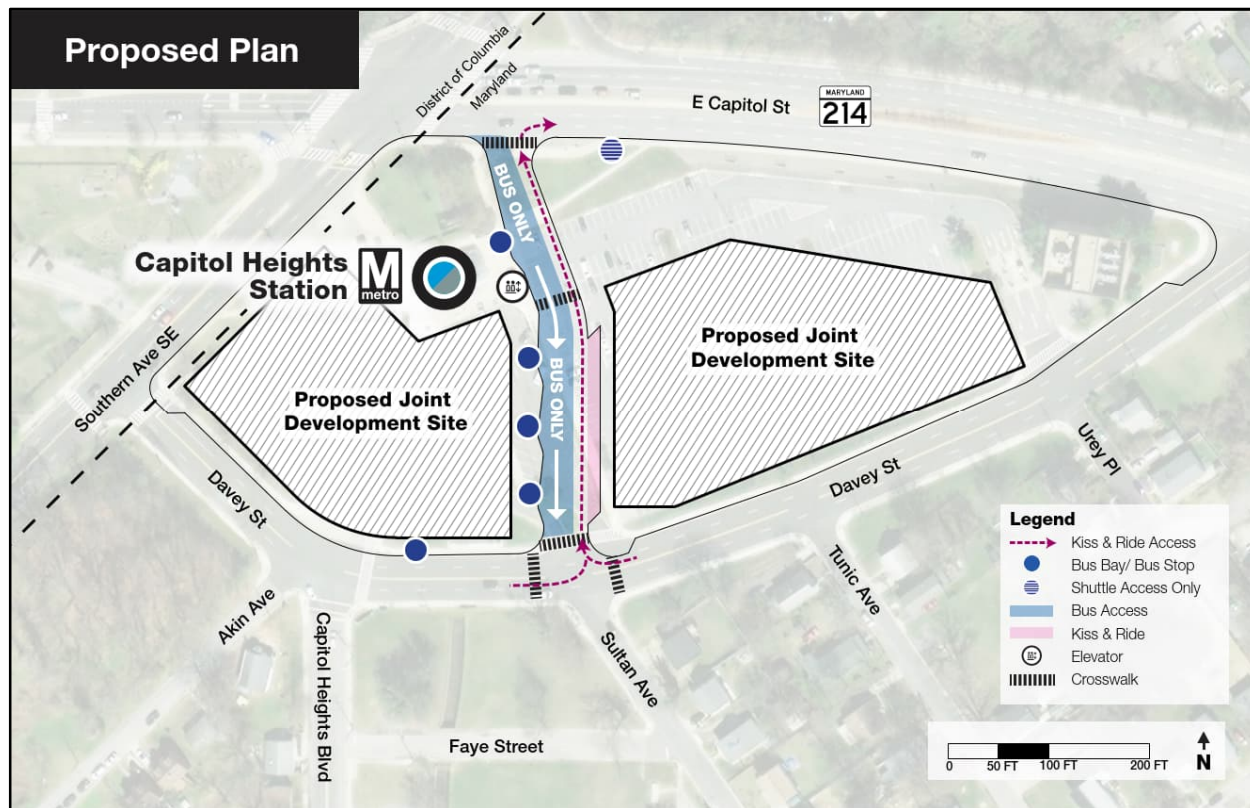 Proposed Plan
District of Columbia
Maryland
E Capitol St
MARYLAND
214
BUS ONLY
Capitol Heights
Station
M
metro
Southern Ave SE
Proposed Joint
Development Site
BUS ONLY
Proposed Joint
Development Site
Davey St
Davey St
Urey Pl
Tunic Ave
Akin Ave
Capitol Heights Blvd
Sultan Ave
Faye Street
Legend
Kiss & Ride Access
Bus Bay/ Bus Stop
Shuttle Access Only
Bus Access
Kiss & Ride
Elevator
Crosswalk
0 50 FT 100 FT 200 FT
N